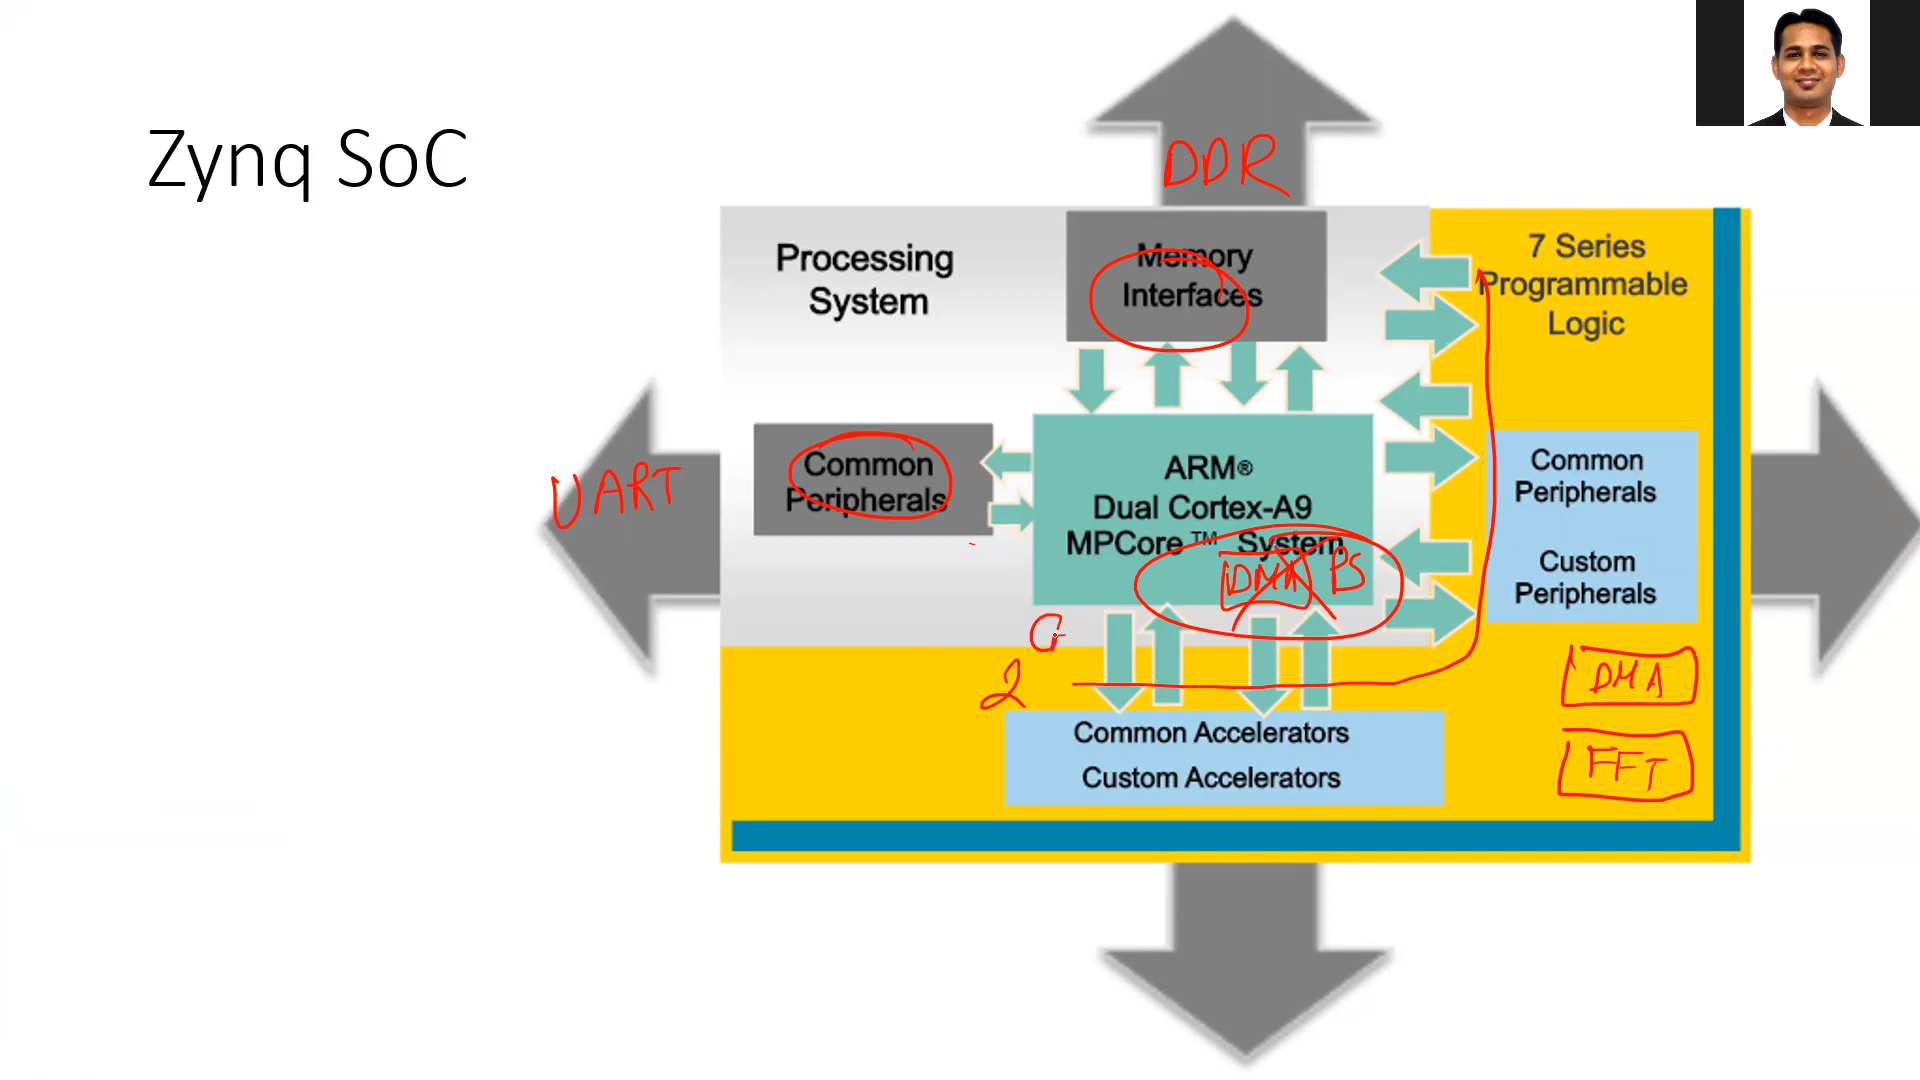 Zynq SoC
DDR
Processing
System
Memory
Interfaces
7 Series
Programmable
Logic
UART
Common
Peripherals
ARM®
Dual Cortex-A9
MPCore™ System
DMA PS
Common
Peripherals
Custom
Peripherals
G
2
DMA
FFT
Common Accelerators
Custom Accelerators